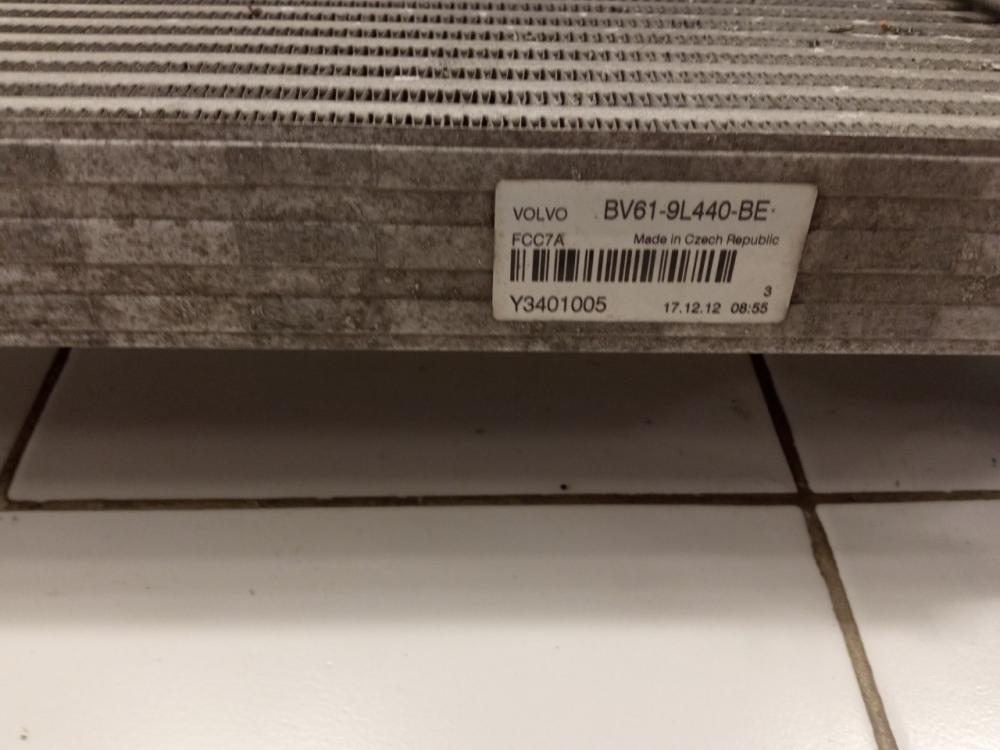 VOLVO BV61-9L440-BE
FCC7A Made in Czech Republic
3
Y3401005 17.12.12 08:55